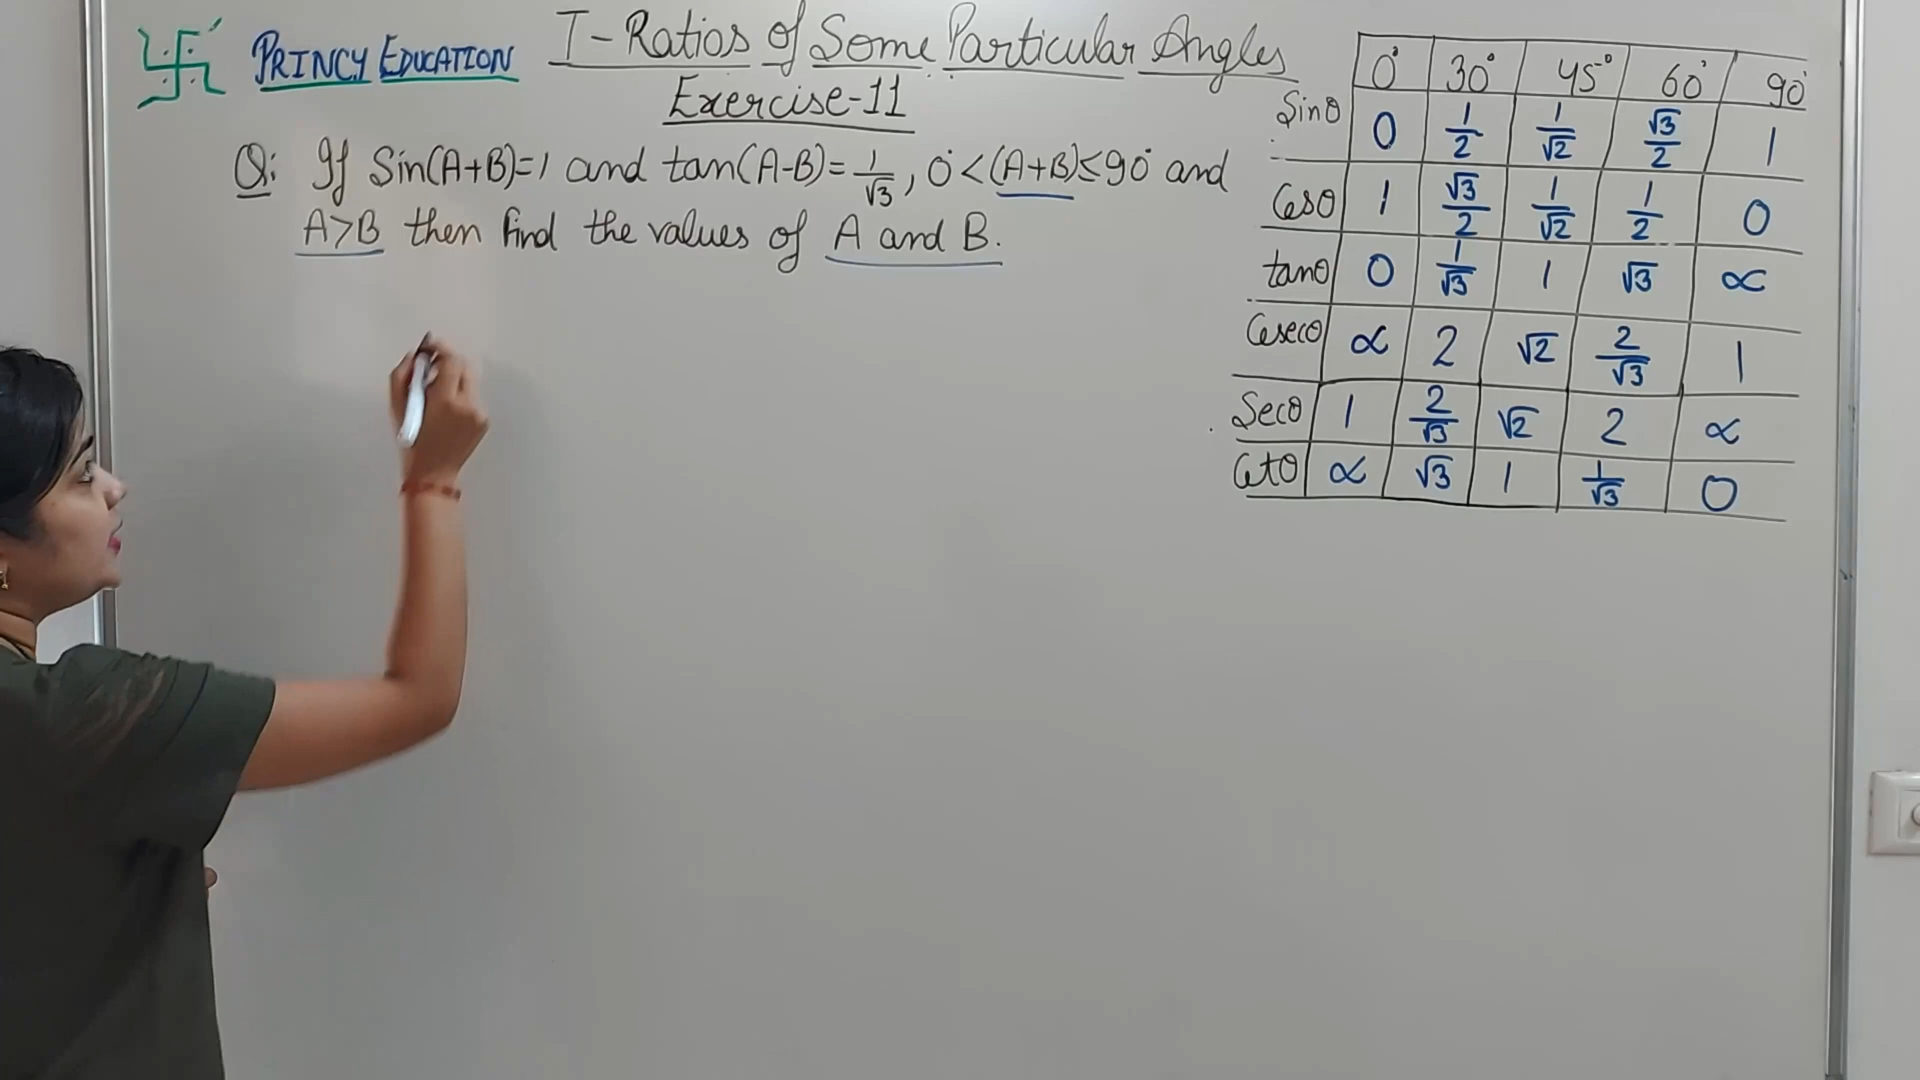 PRINCY EDUCATION
T-Ratios of Some Particular Angles
Exercise-11
Q: If Sin(A+B)=1 and tan(A-B)=1/√3, 0°<(A+B)≤90° and
A>B then find the values of A and B.
0° 30° 45° 60° 90°
Sinθ 0 1/2 1/√2 √3/2 1
Cosθ 1 √3/2 1/√2 1/2 0
tanθ 0 1/√3 1 √3 ∝
Cosecθ ∝ 2 √2 2/√3 1
Secθ 1 2/√3 √2 2 ∝
Cotθ ∝ √3 1 1/√3 0